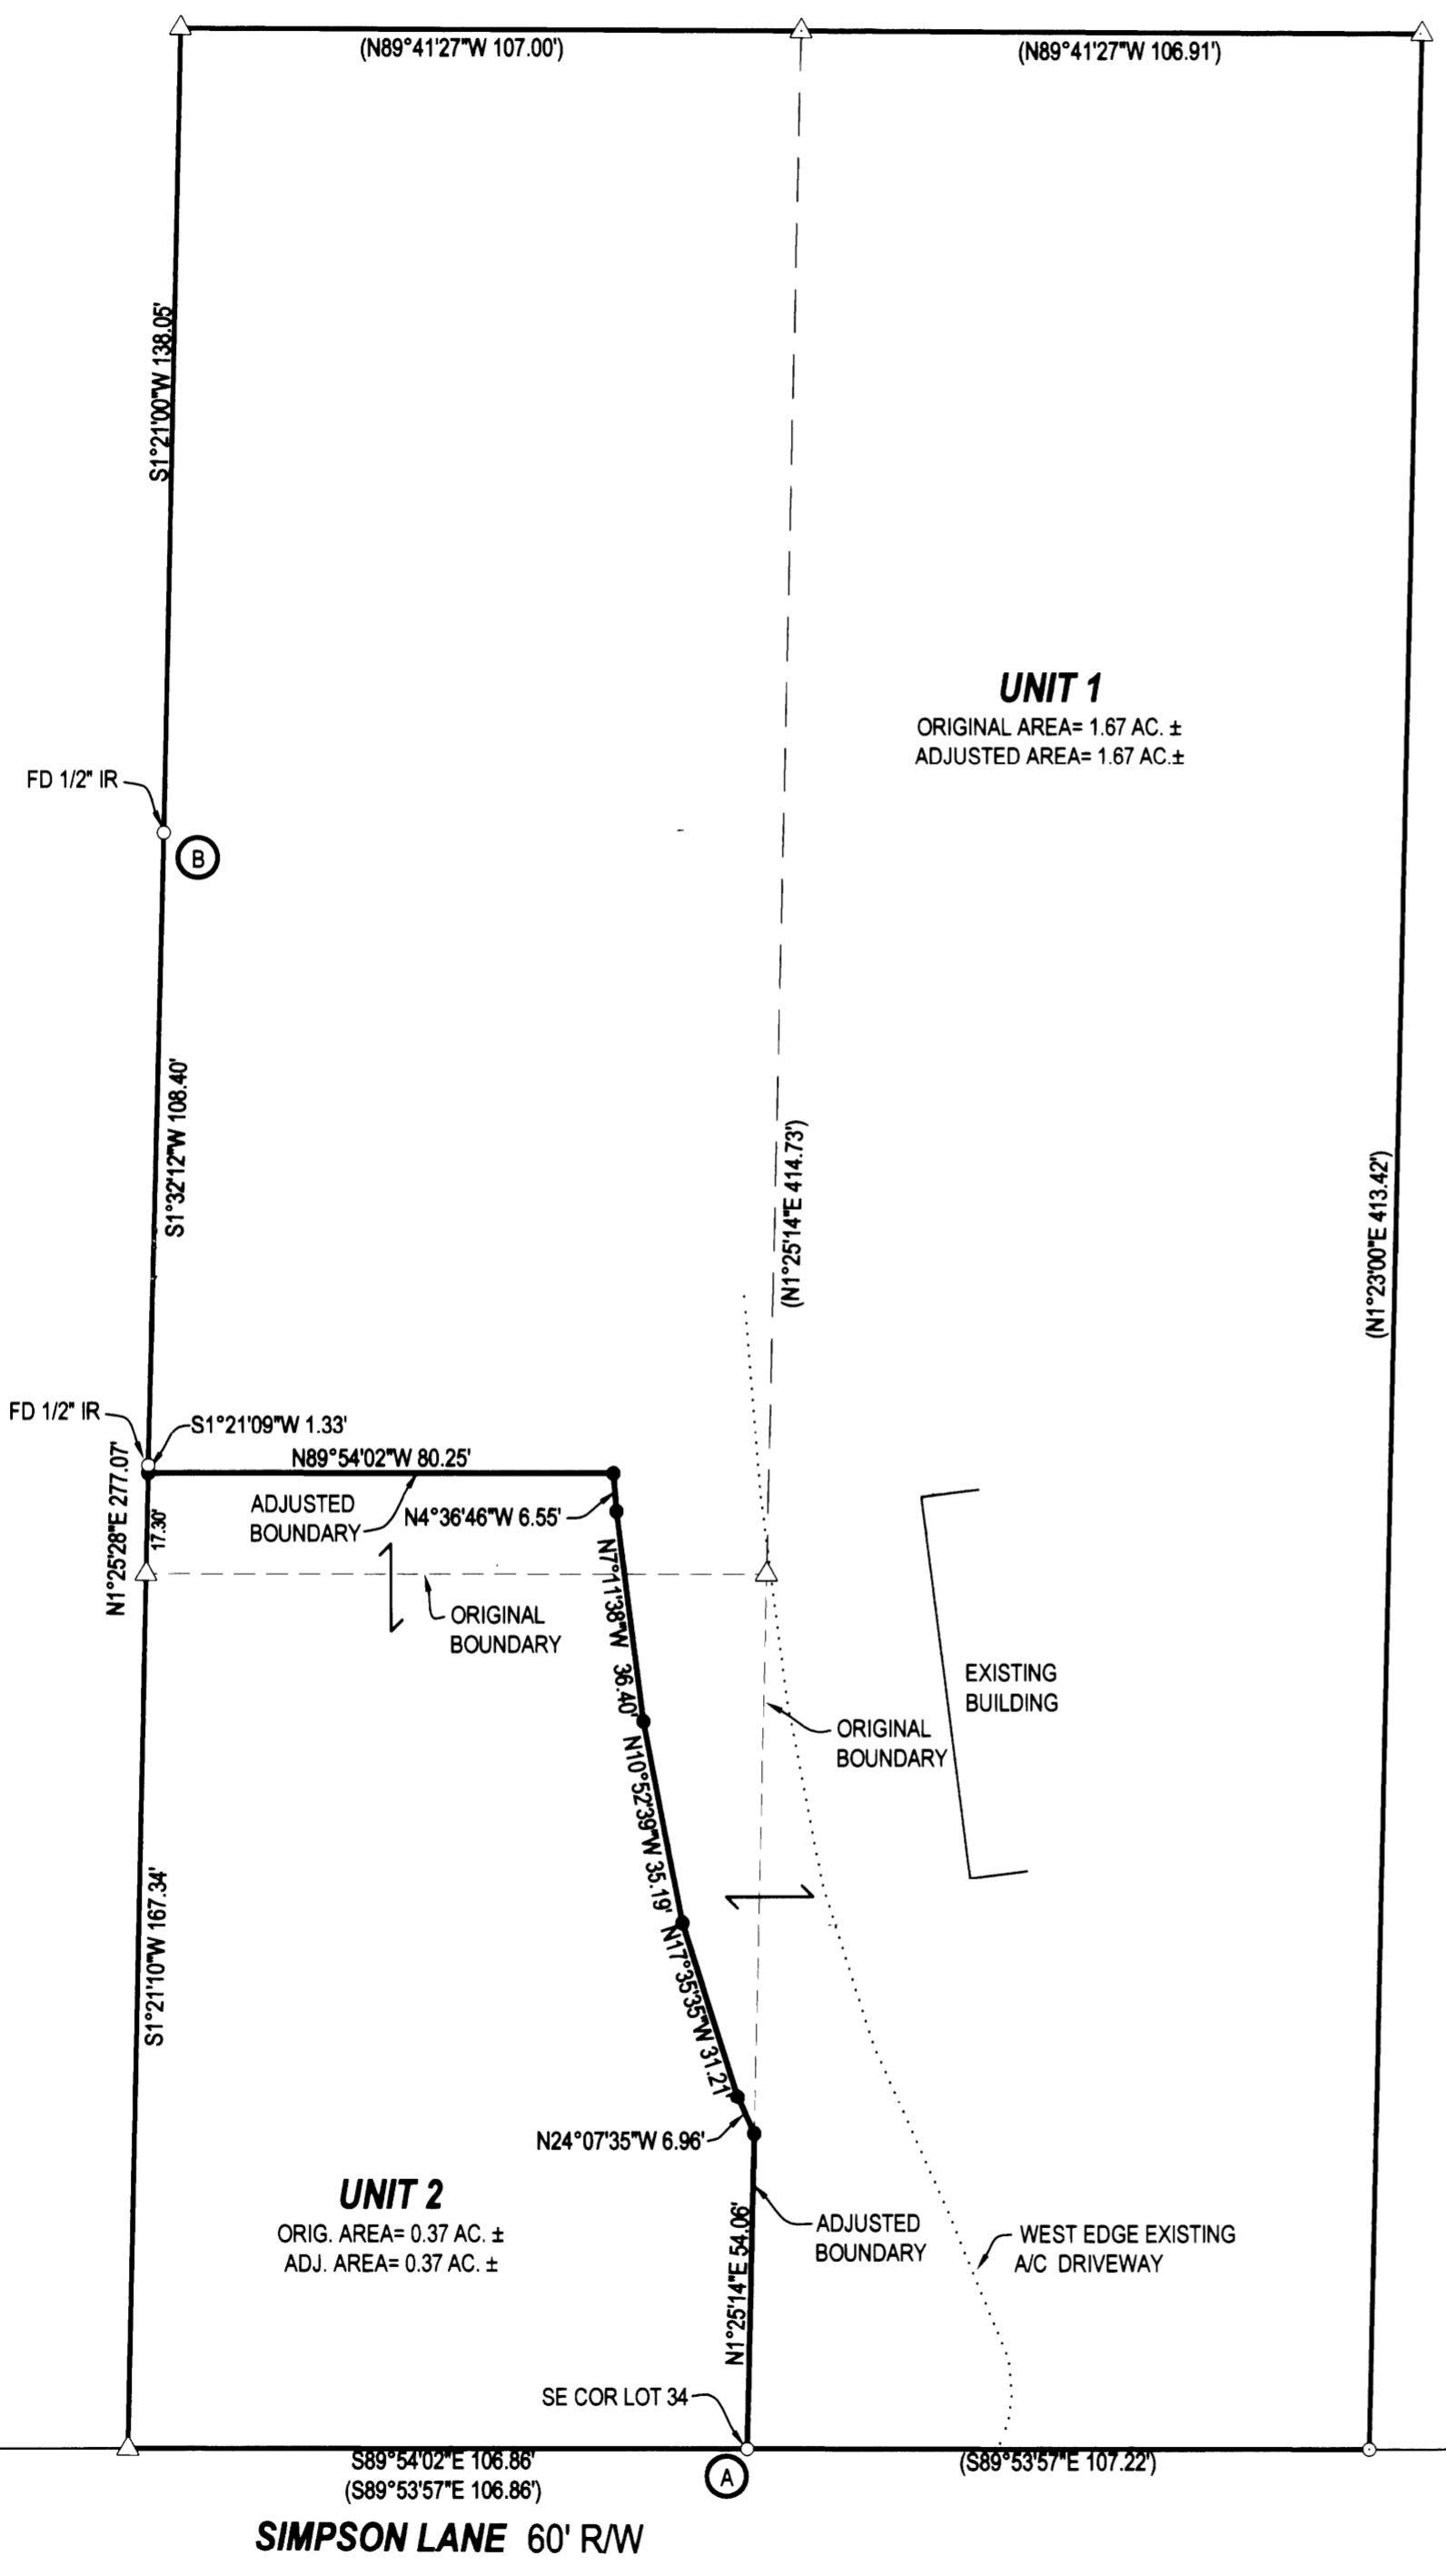 (N89°41'27"W 107.00')
(N89°41'27"W 106.91')
S1°21'00"W 138.05'
UNIT 1
ORIGINAL AREA= 1.67 AC. ±
ADJUSTED AREA= 1.67 AC.±
FD 1/2" IR
B
S1°32'12"W 108.40'
(N1°25'14"E 414.73')
(N1°23'00"E 413.42')
FD 1/2" IR
S1°21'09"W 1.33'
N89°54'02"W 80.25'
N1°25'28"E 277.07'
17.30'
ADJUSTED
BOUNDARY
N4°36'46"W 6.55'
N7°11'38"W 36.40'
ORIGINAL
BOUNDARY
EXISTING
BUILDING
ORIGINAL
BOUNDARY
N10°52'39"W 35.19'
S1°21'10"W 167.34'
N17°35'35"W 31.21'
N24°07'35"W 6.96'
UNIT 2
ORIG. AREA= 0.37 AC. ±
ADJ. AREA= 0.37 AC. ±
N1°25'14"E 54.06'
ADJUSTED
BOUNDARY
WEST EDGE EXISTING
A/C DRIVEWAY
SE COR LOT 34
S89°54'02"E 106.86'
(S89°53'57"E 106.86')
A
(S89°53'57"E 107.22')
SIMPSON LANE 60' R/W